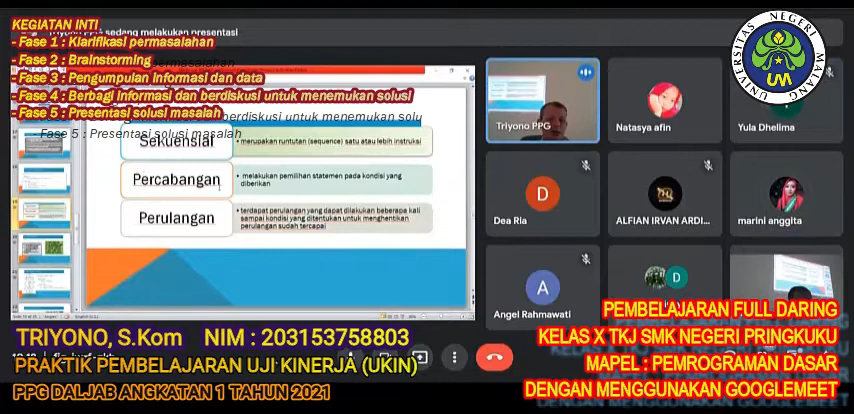 KEGIATAN INTI
Triyono PPG sedang melakukan presentasi
- Fase 1 : Klarifikasi permasalahan
- Fase 2 : Brainstorming
- Fase 3 : Pengumpulan informasi dan data
- Fase 4 : Berbagi informasi dan berdiskusi untuk menemukan solusi
- Fase 5 : Presentasi solusi masalah
- Fase 5 : Presentasi solusi masalah
UNIVERSITAS NEGERI MALANG
UM
Sekuensial
• merupakan runtutan (sequence) satu atau lebih instruksi
Percabangan
• melakukan pemilihan statemen pada kondisi yang
diberikan
Perulangan
• terdapat perulangan yang dapat dilakukan beberapa kali
sampai kondisi yang ditentukan untuk menghentikan
perulangan sudah tercapai
Triyono PPG
Natasya afin
Yula Dhelima
D
Dea Ria
ALFIAN IRVAN ARDI...
marini anggita
A
Angel Rahmawati
D
TRIYONO, S.Kom NIM : 203153758803
PRAKTIK PEMBELAJARAN UJI KINERJA (UKIN)
PPG DALJAB ANGKATAN 1 TAHUN 2021
PEMBELAJARAN FULL DARING
KELAS X TKJ SMK NEGERI PRINGKUKU
MAPEL : PEMROGRAMAN DASAR
DENGAN MENGGUNAKAN GOOGLEMEET